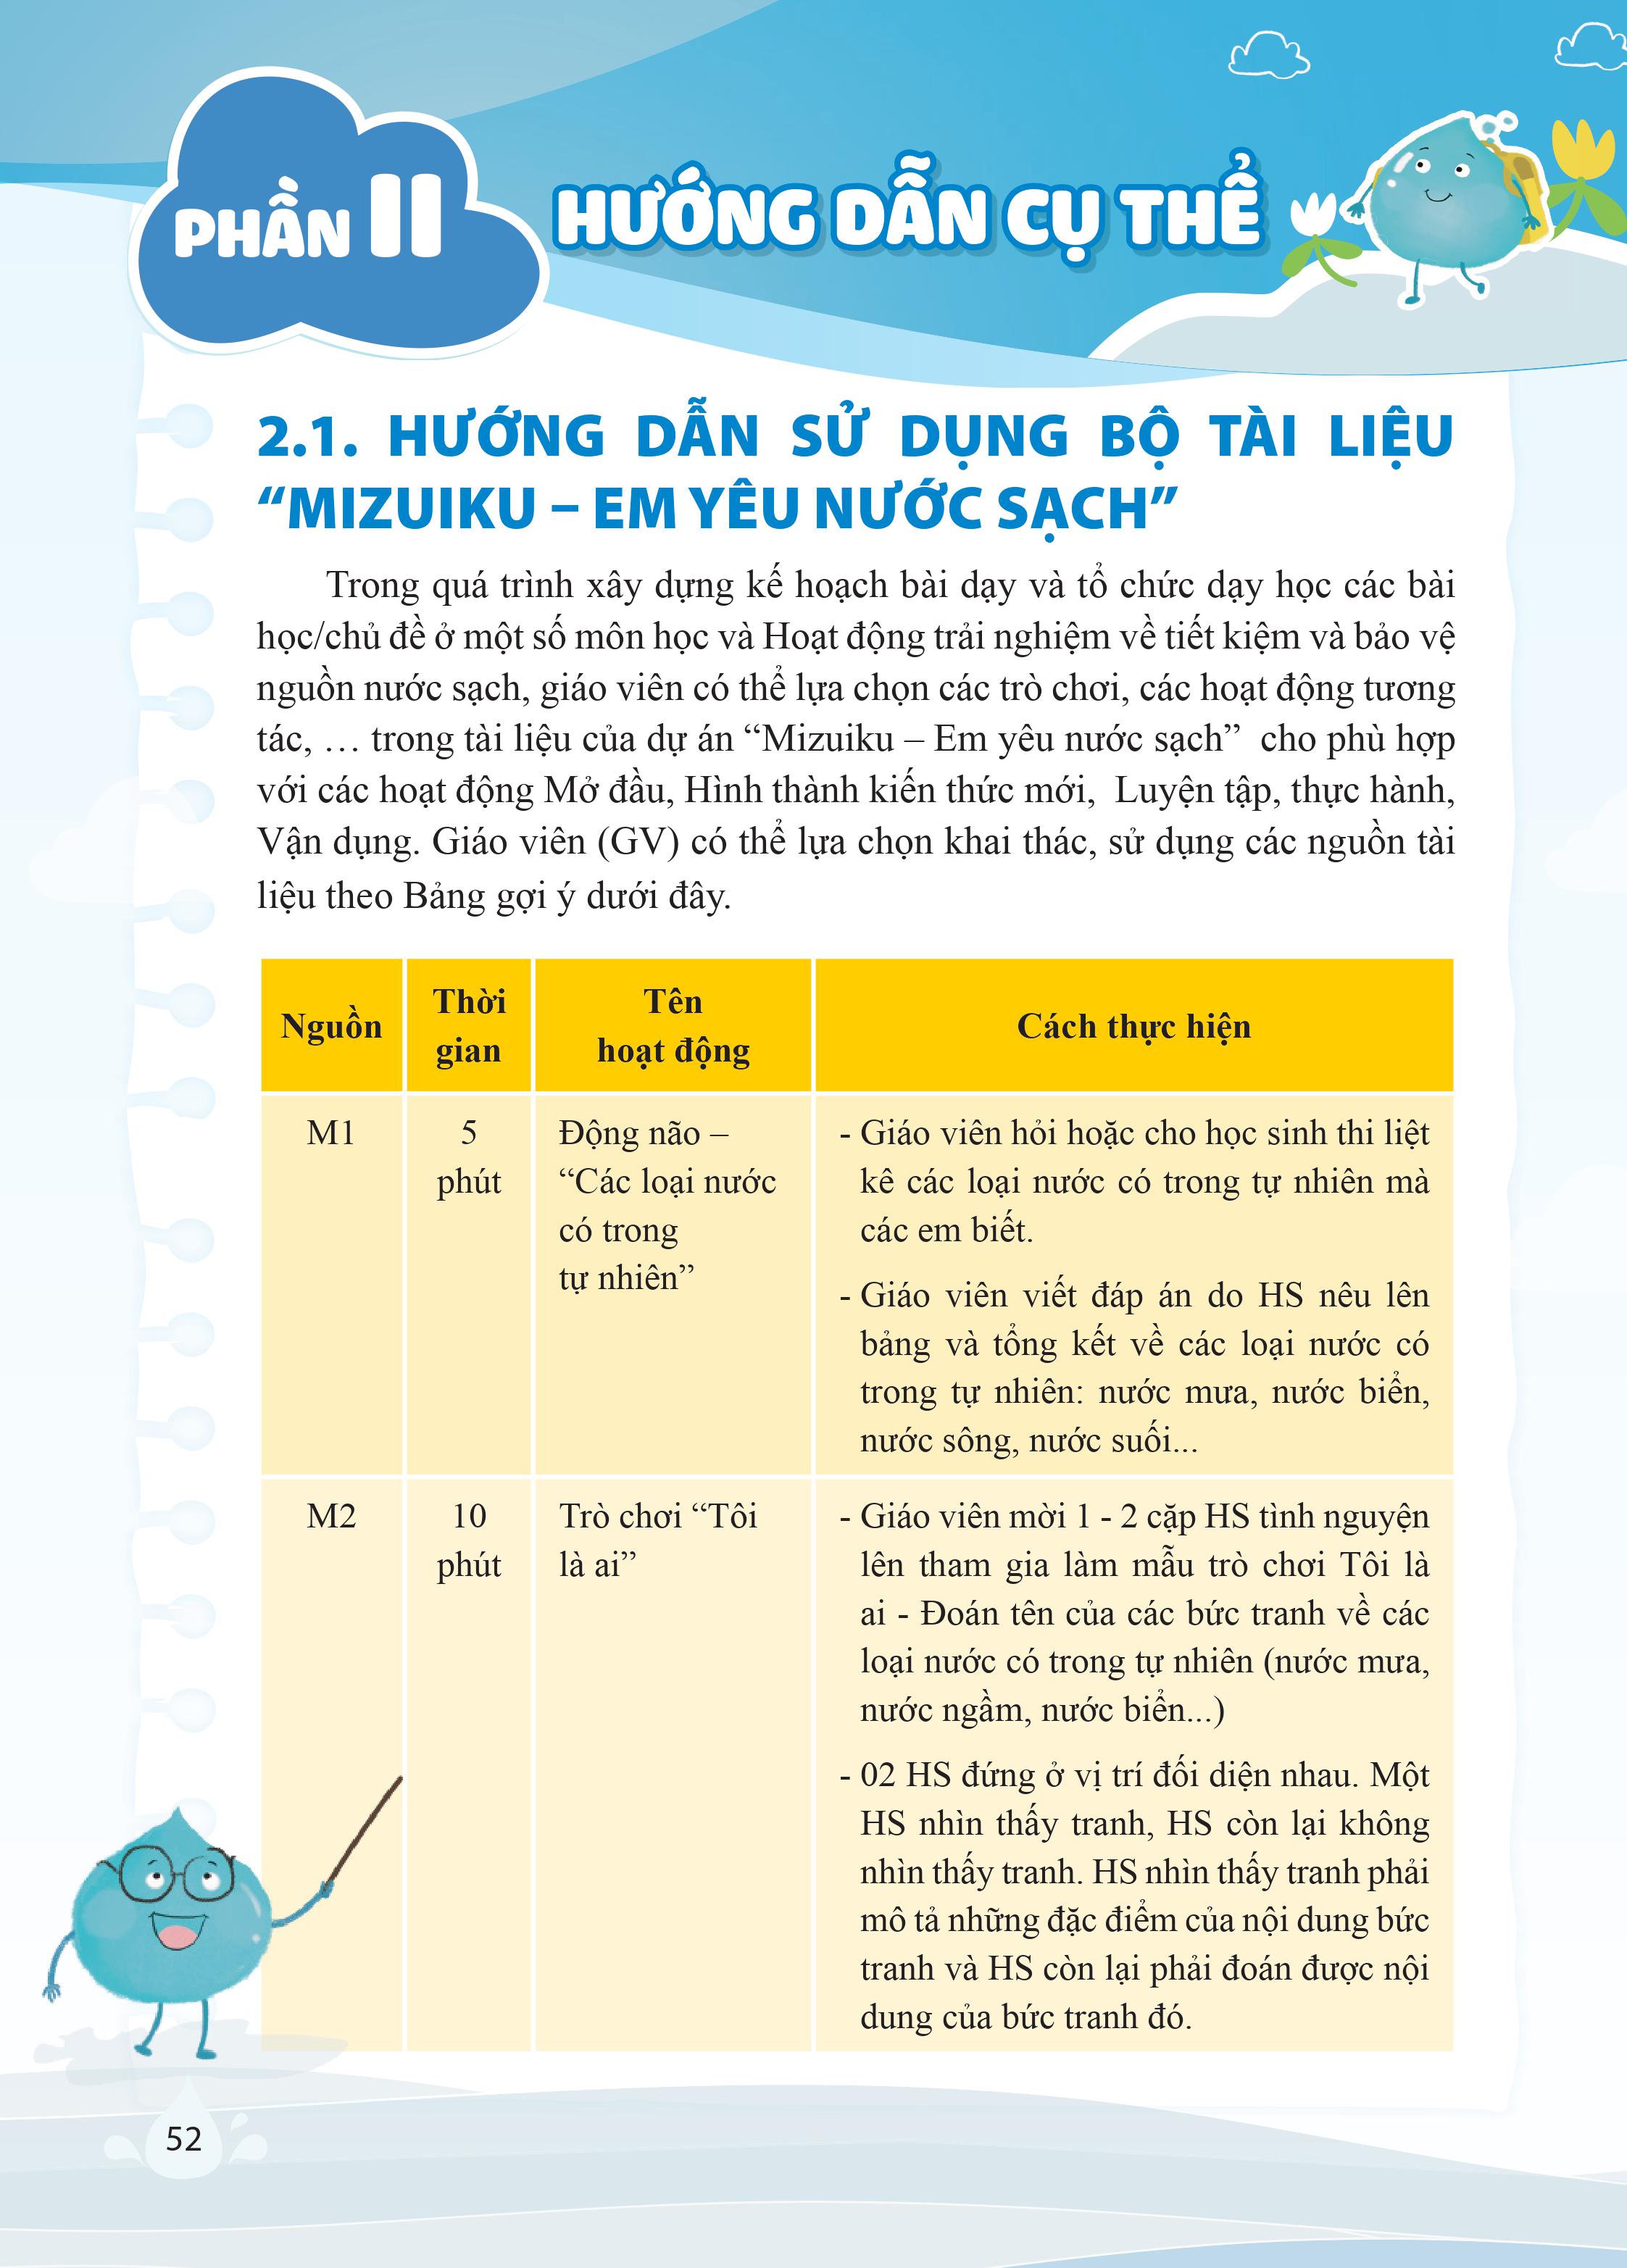 PHẦN II
HƯỚNG DẪN CỤ THỂ
2.1. HƯỚNG DẪN SỬ DỤNG BỘ TÀI LIỆU
“MIZUIKU – EM YÊU NƯỚC SẠCH”
Trong quá trình xây dựng kế hoạch bài dạy và tổ chức dạy học các bài
học/chủ đề ở một số môn học và Hoạt động trải nghiệm về tiết kiệm và bảo vệ
nguồn nước sạch, giáo viên có thể lựa chọn các trò chơi, các hoạt động tương
tác, … trong tài liệu của dự án “Mizuiku – Em yêu nước sạch” cho phù hợp
với các hoạt động Mở đầu, Hình thành kiến thức mới, Luyện tập, thực hành,
Vận dụng. Giáo viên (GV) có thể lựa chọn khai thác, sử dụng các nguồn tài
liệu theo Bảng gợi ý dưới đây.
Nguồn
Thời
gian
Tên
hoạt động
Cách thực hiện
M1
5
phút
Động não –
“Các loại nước
có trong
tự nhiên”
- Giáo viên hỏi hoặc cho học sinh thi liệt
kê các loại nước có trong tự nhiên mà
các em biết.
- Giáo viên viết đáp án do HS nêu lên
bảng và tổng kết về các loại nước có
trong tự nhiên: nước mưa, nước biển,
nước sông, nước suối...
M2
10
phút
Trò chơi “Tôi
là ai”
- Giáo viên mời 1 - 2 cặp HS tình nguyện
lên tham gia làm mẫu trò chơi Tôi là
ai - Đoán tên của các bức tranh về các
loại nước có trong tự nhiên (nước mưa,
nước ngầm, nước biển...)
- 02 HS đứng ở vị trí đối diện nhau. Một
HS nhìn thấy tranh, HS còn lại không
nhìn thấy tranh. HS nhìn thấy tranh phải
mô tả những đặc điểm của nội dung bức
tranh và HS còn lại phải đoán được nội
dung của bức tranh đó.
52